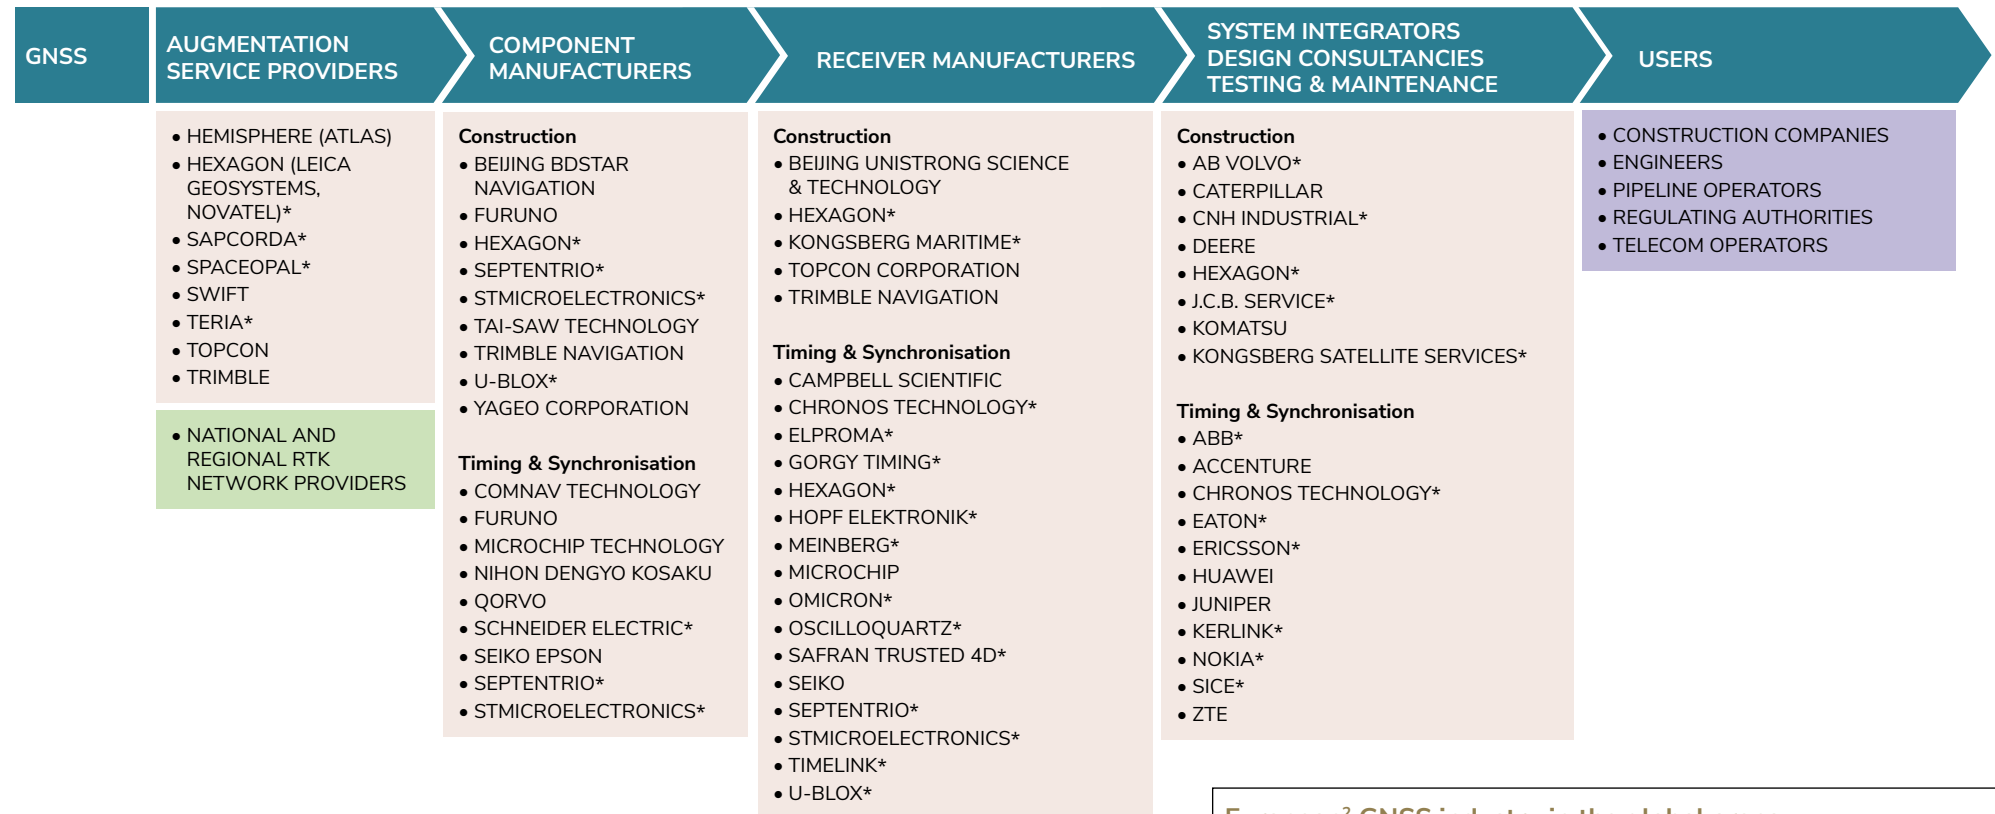 GNSS
AUGMENTATION
SERVICE PROVIDERS
COMPONENT
MANUFACTURERS
RECEIVER MANUFACTURERS
SYSTEM INTEGRATORS
DESIGN CONSULTANCIES
TESTING & MAINTENANCE
USERS
• HEMISPHERE (ATLAS)
• HEXAGON (LEICA
GEOSYSTEMS,
NOVATEL)*
• SAPCORDA*
• SPACEOPAL*
• SWIFT
• TERIA*
• TOPCON
• TRIMBLE
• NATIONAL AND
REGIONAL RTK
NETWORK PROVIDERS
Construction
• BEIJING BDSTAR
NAVIGATION
• FURUNO
• HEXAGON*
• SEPTENTRIO*
• STMICROELECTRONICS*
• TAI-SAW TECHNOLOGY
• TRIMBLE NAVIGATION
• U-BLOX*
• YAGEO CORPORATION
Timing & Synchronisation
• COMNAV TECHNOLOGY
• FURUNO
• MICROCHIP TECHNOLOGY
• NIHON DENGYO KOSAKU
• QORVO
• SCHNEIDER ELECTRIC*
• SEIKO EPSON
• SEPTENTRIO*
• STMICROELECTRONICS*
Construction
• BEIJING UNISTRONG SCIENCE
& TECHNOLOGY
• HEXAGON*
• KONGSBERG MARITIME*
• TOPCON CORPORATION
• TRIMBLE NAVIGATION
Timing & Synchronisation
• CAMPBELL SCIENTIFIC
• CHRONOS TECHNOLOGY*
• ELPROMA*
• GORGY TIMING*
• HEXAGON*
• HOPF ELEKTRONIK*
• MEINBERG*
• MICROCHIP
• OMICRON*
• OSCILLOQUARTZ*
• SAFRAN TRUSTED 4D*
• SEIKO
• SEPTENTRIO*
• STMICROELECTRONICS*
• TIMELINK*
• U-BLOX*
Construction
• AB VOLVO*
• CATERPILLAR
• CNH INDUSTRIAL*
• DEERE
• HEXAGON*
• J.C.B. SERVICE*
• KOMATSU
• KONGSBERG SATELLITE SERVICES*
Timing & Synchronisation
• ABB*
• ACCENTURE
• CHRONOS TECHNOLOGY*
• EATON*
• ERICSSON*
• HUAWEI
• JUNIPER
• KERLINK*
• NOKIA*
• SICE*
• ZTE
• CONSTRUCTION COMPANIES
• ENGINEERS
• PIPELINE OPERATORS
• REGULATING AUTHORITIES
• TELECOM OPERATORS